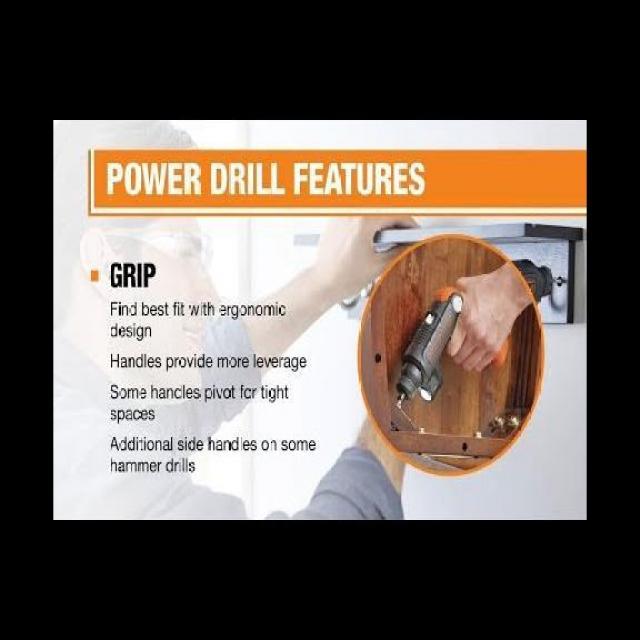 POWER DRILL FEATURES
GRIP
Find best fit with ergonomic
design
Handles provide more leverage
Some handles pivot for tight
spaces
Additional side handles on some
hammer drills